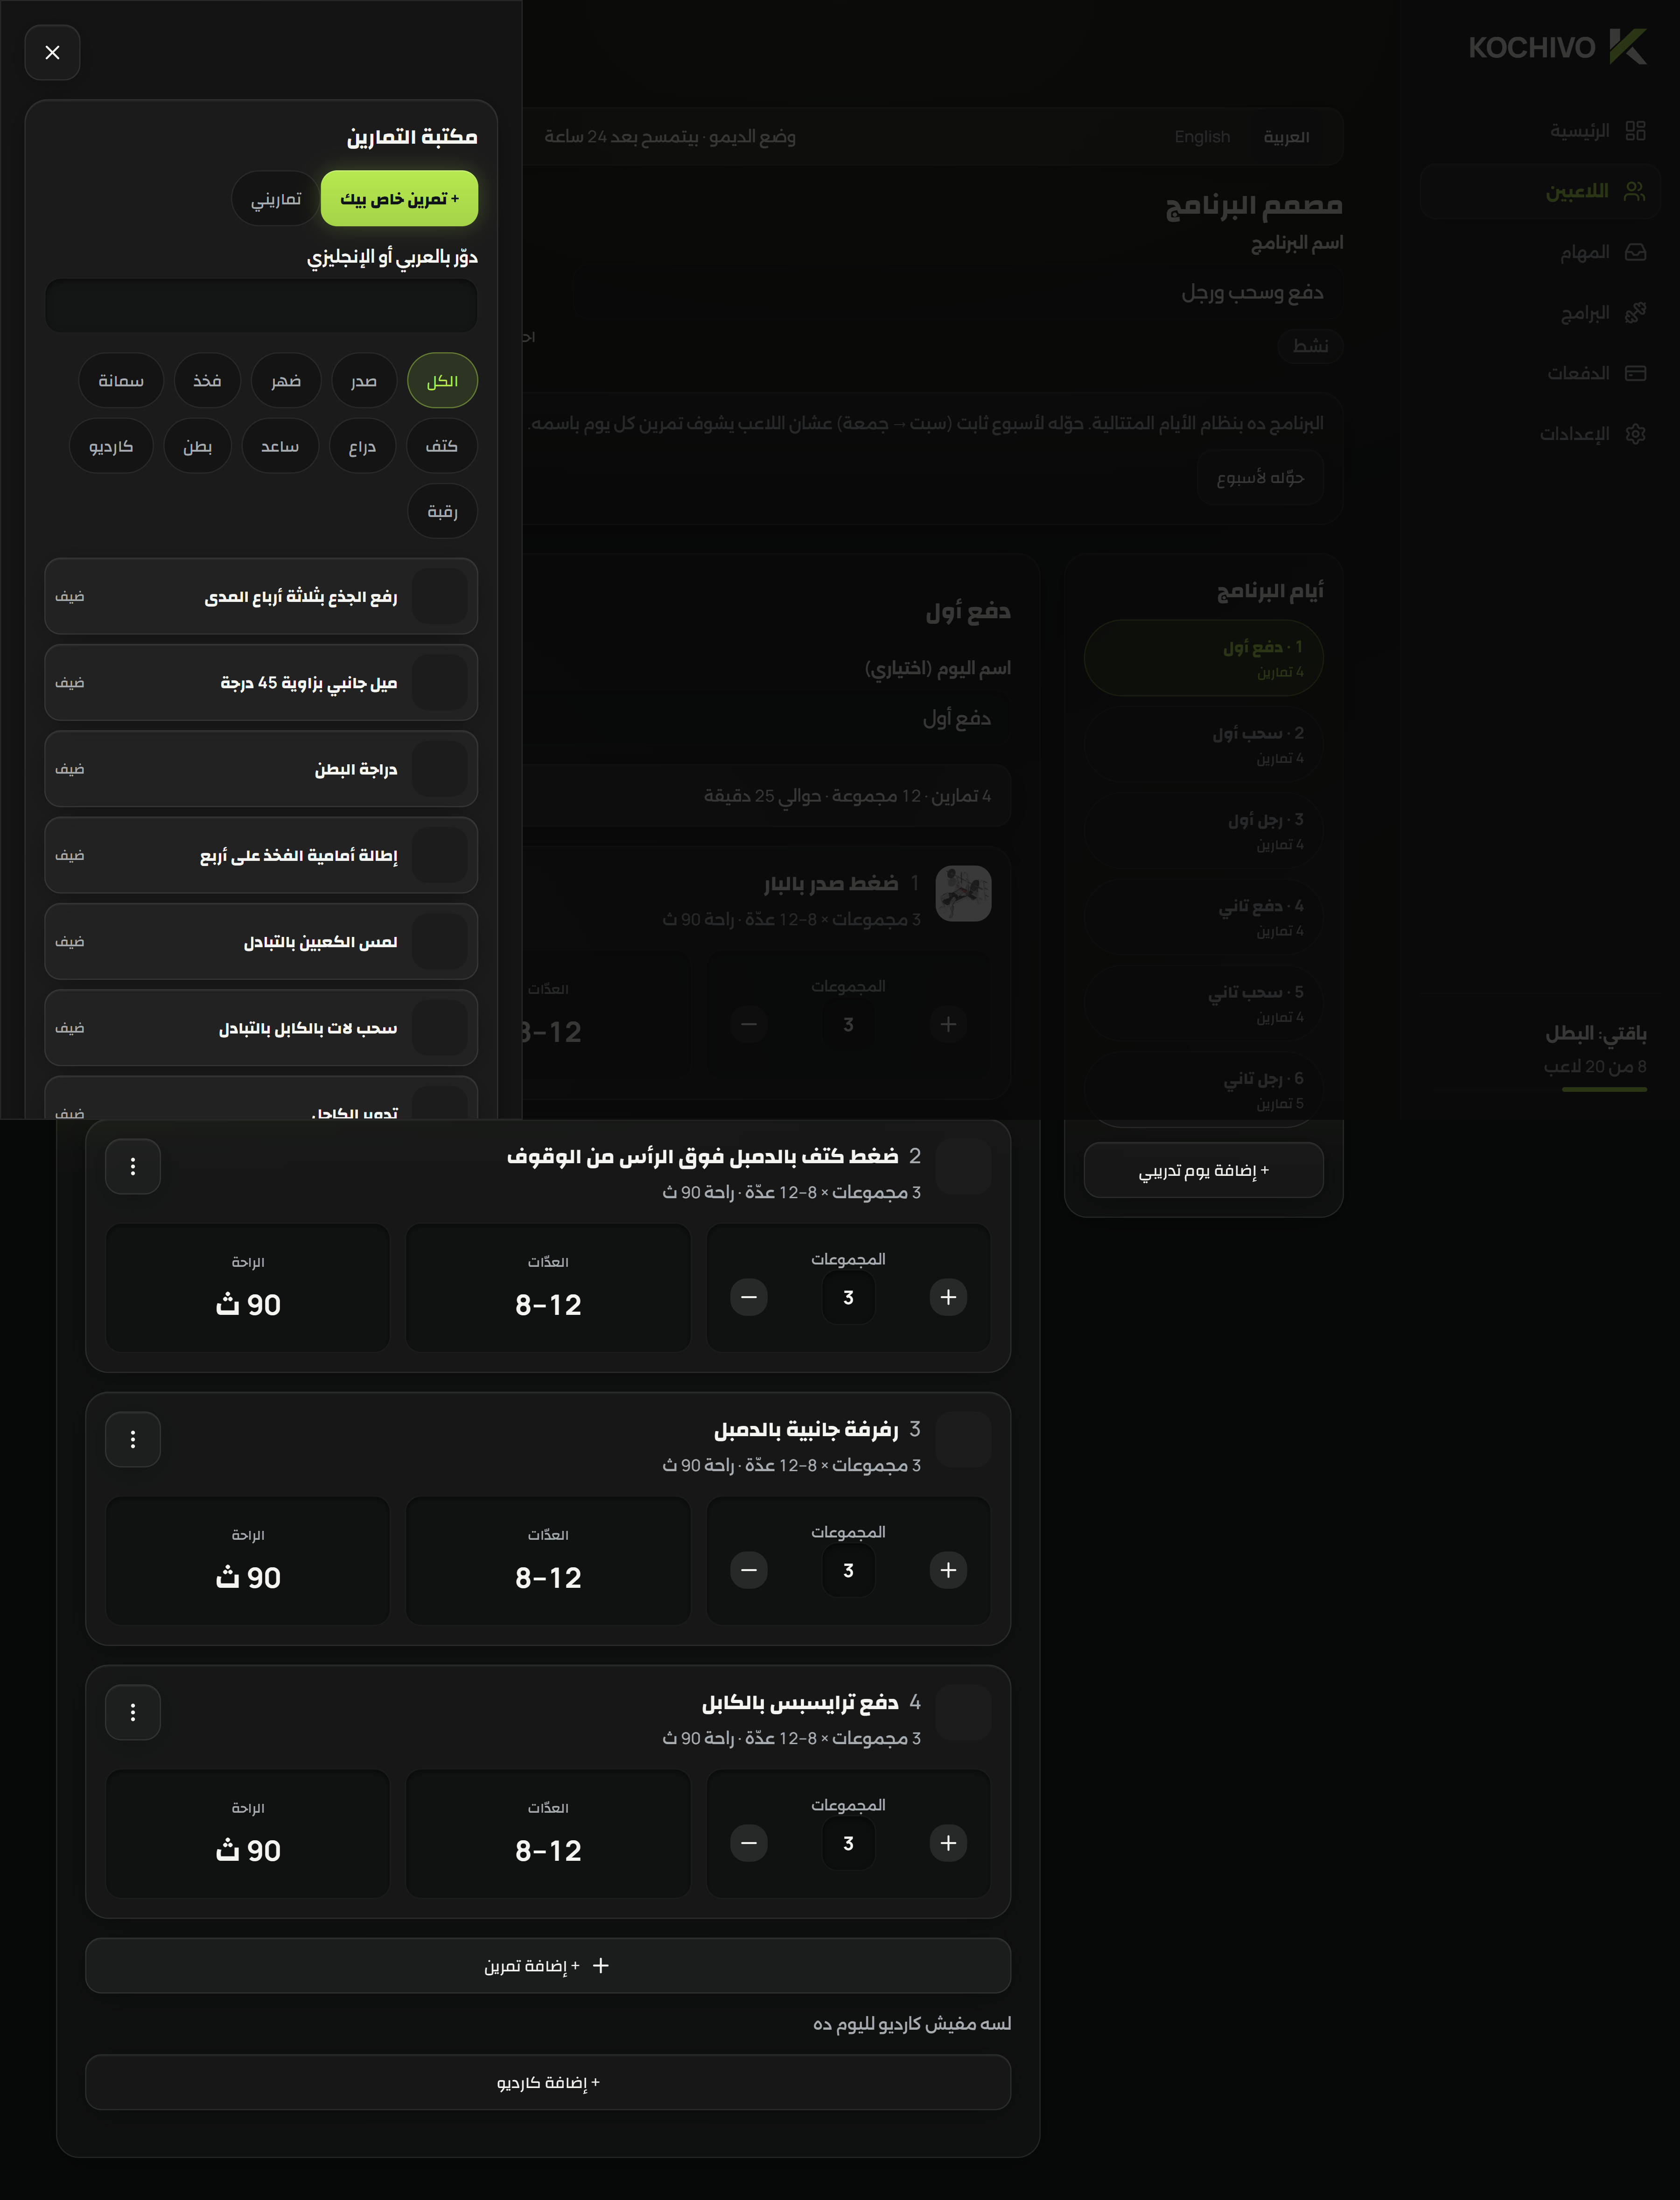 KOCHIVO
الرئيسية
اللاعبين
المهام
البرامج
الدفعات
الإعدادات
باقتي: البطل
8 من 20 لاعب
العربية
English
وضع الديمو · بيتمسح بعد 24 ساعة
مصمم البرنامج
اسم البرنامج
دفع وسحب ورجل
نشط
البرنامج ده بنظام الأيام المتتالية. حوّله لأسبوع ثابت (سبت → جمعة) عشان اللاعب يشوف تمرين كل يوم باسمه.
حوّله لأسبوع
أيام البرنامج
1 · دفع أول
4 تمارين
2 · سحب أول
4 تمارين
3 · رجل أول
4 تمارين
4 · دفع تاني
4 تمارين
5 · سحب تاني
4 تمارين
6 · رجل تاني
5 تمارين
+ إضافة يوم تدريبي
دفع أول
اسم اليوم (اختياري)
دفع أول
4 تمارين · 12 مجموعة · حوالي 25 دقيقة
1 ضغط صدر بالبار
3 مجموعات × 8–12 عدّة · راحة 90 ث
المجموعات
+ 3 −
العدّات
8–12
2 ضغط كتف بالدمبل فوق الرأس من الوقوف
3 مجموعات × 8–12 عدّة · راحة 90 ث
المجموعات
+ 3 −
العدّات
8–12
الراحة
90 ث
3 رفرفة جانبية بالدمبل
3 مجموعات × 8–12 عدّة · راحة 90 ث
المجموعات
+ 3 −
العدّات
8–12
الراحة
90 ث
4 دفع ترايسبس بالكابل
3 مجموعات × 8–12 عدّة · راحة 90 ث
المجموعات
+ 3 −
العدّات
8–12
الراحة
90 ث
+ + إضافة تمرين
لسه مفيش كارديو لليوم ده
+ إضافة كارديو
مكتبة التمارين
+ تمرين خاص بيك
تماريني
دوّر بالعربي أو الإنجليزي
الكل
صدر
ضهر
فخذ
سمانة
كتف
دراع
ساعد
بطن
كارديو
رقبة
رفع الجذع بثلاثة أرباع المدى
ضيف
ميل جانبي بزاوية 45 درجة
ضيف
دراجة البطن
ضيف
إطالة أمامية الفخذ على أربع
ضيف
لمس الكعبين بالتبادل
ضيف
سحب لات بالكابل بالتبادل
ضيف
تدوير الكاحل
ضيف